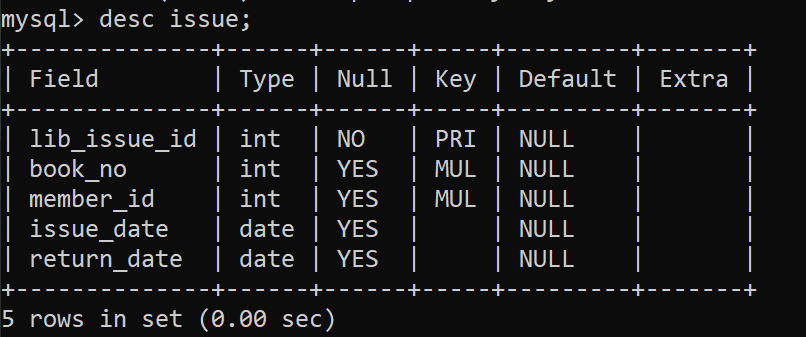 mysql> desc issue;
+--------------+------+------+-----+---------+-------+
| Field        | Type | Null | Key | Default | Extra |
+--------------+------+------+-----+---------+-------+
| lib_issue_id | int  | NO   | PRI | NULL    |       |
| book_no      | int  | YES  | MUL | NULL    |       |
| member_id    | int  | YES  | MUL | NULL    |       |
| issue_date   | date | YES  |     | NULL    |       |
| return_date  | date | YES  |     | NULL    |       |
+--------------+------+------+-----+---------+-------+
5 rows in set (0.00 sec)